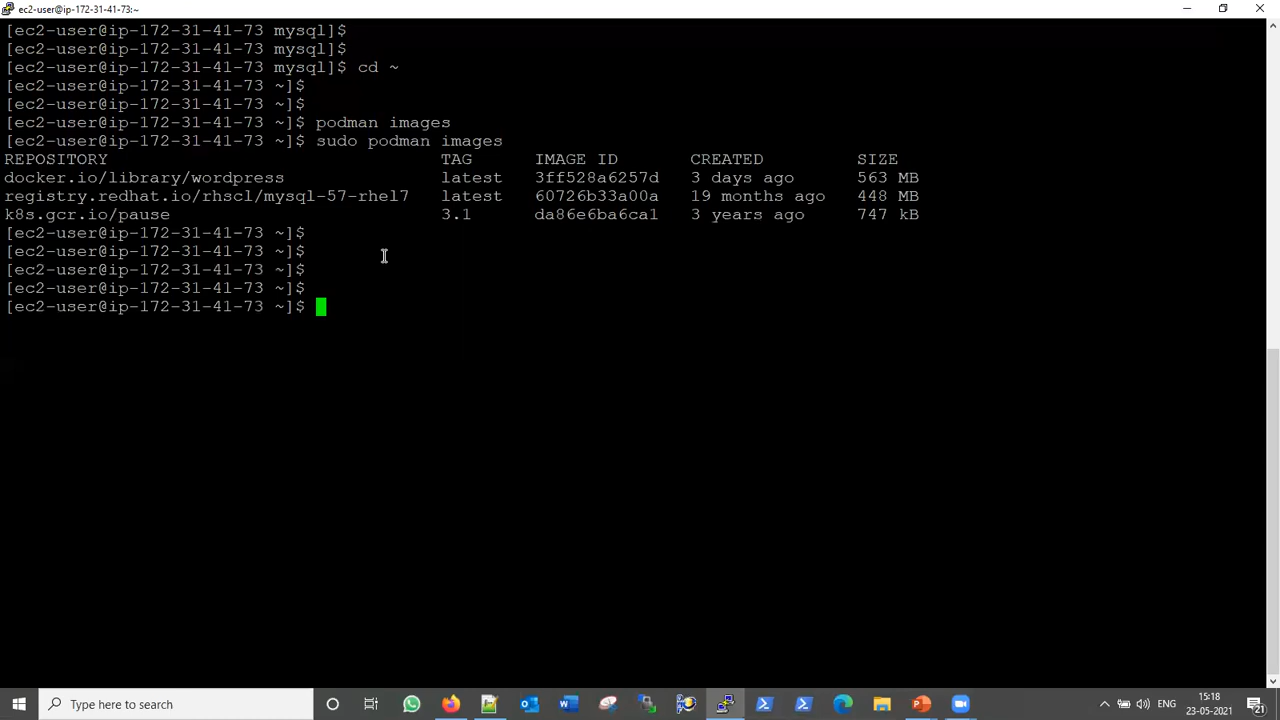 ec2-user@ip-172-31-41-73:~
[ec2-user@ip-172-31-41-73 mysql]$
[ec2-user@ip-172-31-41-73 mysql]$
[ec2-user@ip-172-31-41-73 mysql]$ cd ~
[ec2-user@ip-172-31-41-73 ~]$
[ec2-user@ip-172-31-41-73 ~]$
[ec2-user@ip-172-31-41-73 ~]$ podman images
[ec2-user@ip-172-31-41-73 ~]$ sudo podman images
REPOSITORY TAG IMAGE ID CREATED SIZE
docker.io/library/wordpress latest 3ff528a6257d 3 days ago 563 MB
registry.redhat.io/rhscl/mysql-57-rhel7 latest 60726b33a00a 19 months ago 448 MB
k8s.gcr.io/pause 3.1 da86e6ba6ca1 3 years ago 747 kB
[ec2-user@ip-172-31-41-73 ~]$
[ec2-user@ip-172-31-41-73 ~]$
[ec2-user@ip-172-31-41-73 ~]$
[ec2-user@ip-172-31-41-73 ~]$
[ec2-user@ip-172-31-41-73 ~]$
Type here to search
ENG
15:18
23-05-2021
21